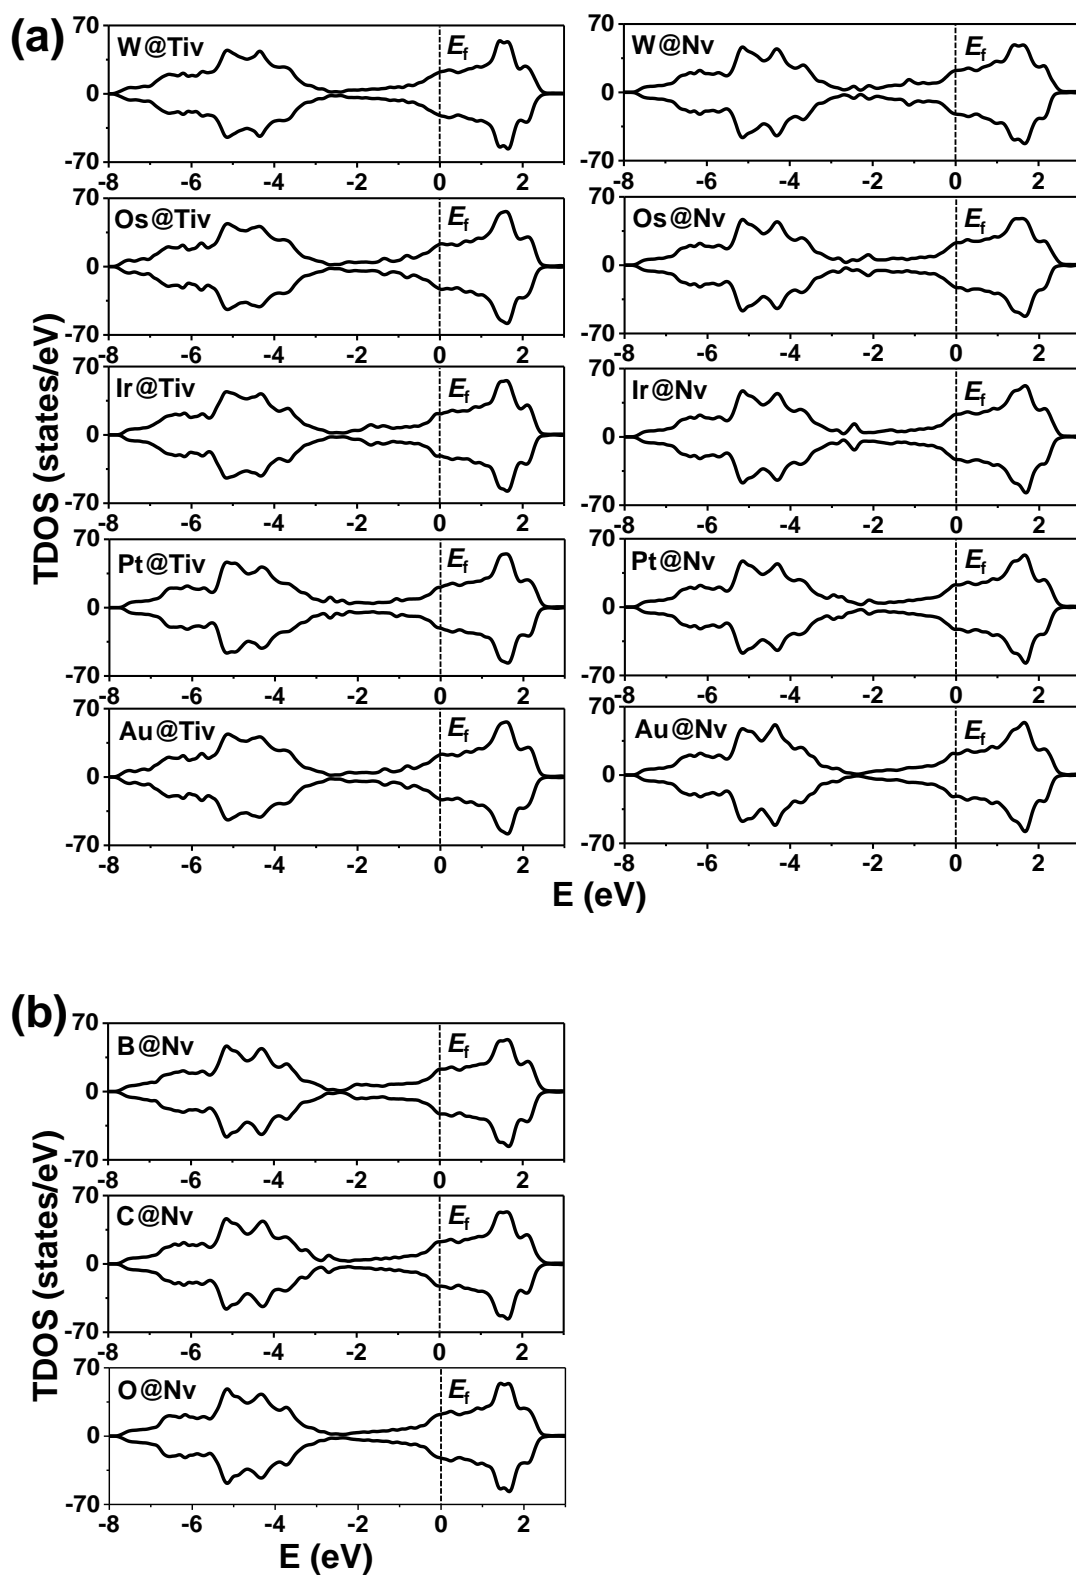 (a)
TDOS (states/eV)
70
W@Tiv
Ef
0
-70
-8 -6 -4 -2 0 2
70
W@Nv
Ef
0
-70
-8 -6 -4 -2 0 2
70
Os@Tiv
Ef
0
-70
-8 -6 -4 -2 0 2
70
Os@Nv
Ef
0
-70
-8 -6 -4 -2 0 2
70
Ir@Tiv
Ef
0
-70
-8 -6 -4 -2 0 2
70
Ir@Nv
Ef
0
-70
-8 -6 -4 -2 0 2
70
Pt@Tiv
Ef
0
-70
-8 -6 -4 -2 0 2
70
Pt@Nv
Ef
0
-70
-8 -6 -4 -2 0 2
70
Au@Tiv
Ef
0
-70
-8 -6 -4 -2 0 2
70
Au@Nv
Ef
0
-70
-8 -6 -4 -2 0 2
E (eV)
(b)
TDOS (states/eV)
70
B@Nv
Ef
0
-70
-8 -6 -4 -2 0 2
70
C@Nv
Ef
0
-70
-8 -6 -4 -2 0 2
70
O@Nv
Ef
0
-70
-8 -6 -4 -2 0 2
E (eV)